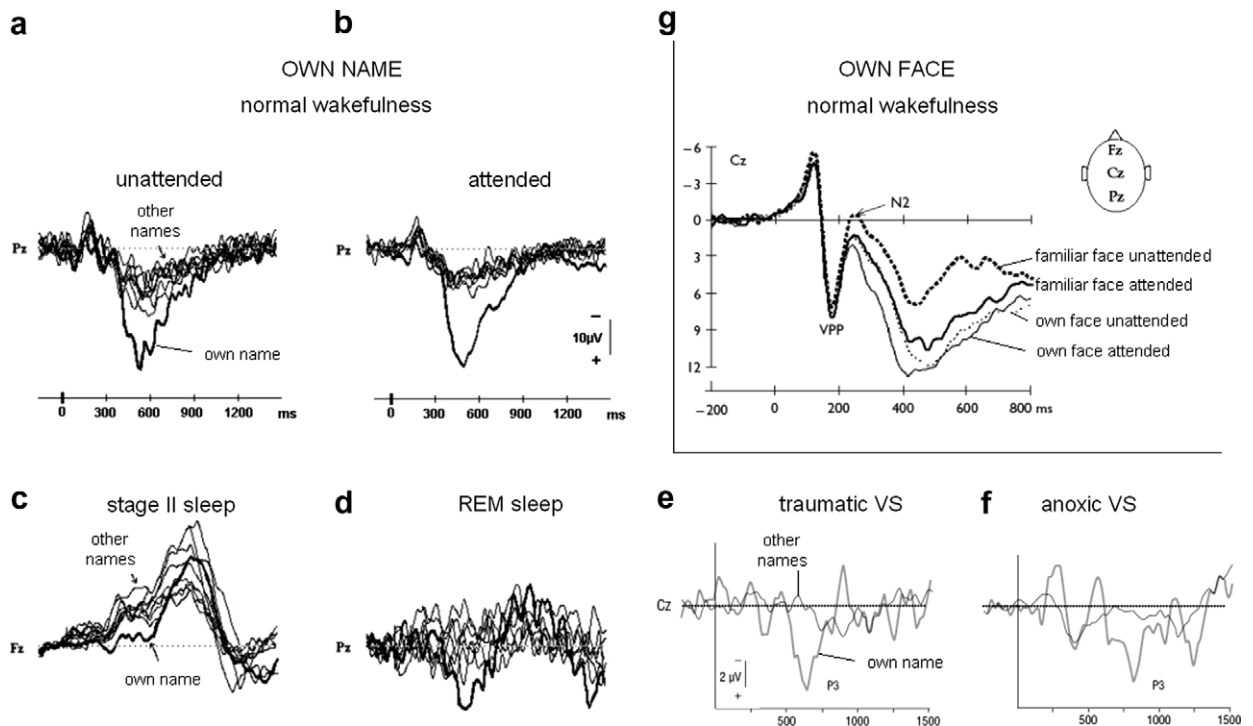 a
b
OWN NAME
normal wakefulness
unattended
attended
other
names
Pz
own name
Pz
−
10µV
+
0 300 600 900 1200 ms
0 300 600 900 1200 ms
g
OWN FACE
normal wakefulness
Fz
Cz
Pz
Cz
−6
−3
0
3
6
9
12
N2
VPP
familiar face unattended
familiar face attended
own face unattended
own face attended
−200 0 200 400 600 800 ms
c
stage II sleep
other
names
Fz
own name
d
REM sleep
Pz
e
traumatic VS
other
names
Cz
own name
−
2 µV
+
P3
500 1000 1500
f
anoxic VS
P3
500 1000 1500